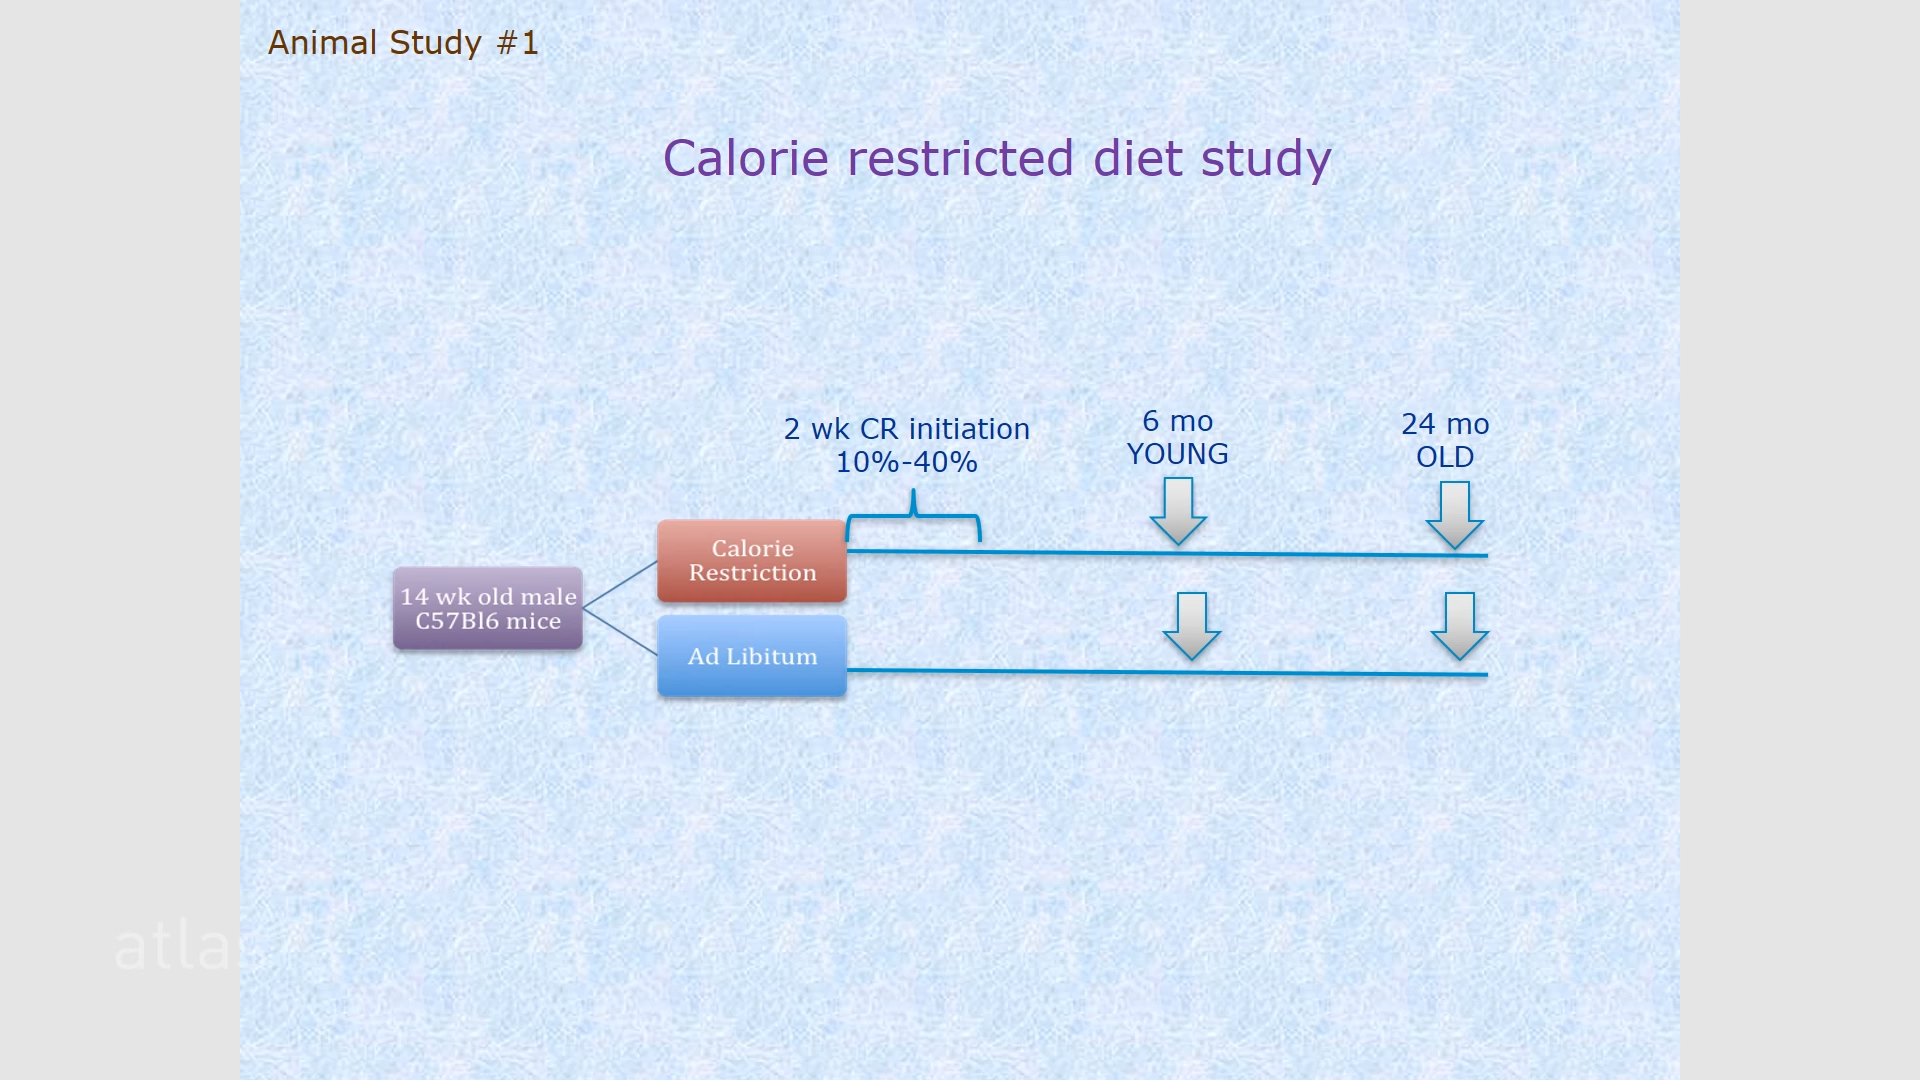 Animal Study #1
Calorie restricted diet study
2 wk CR initiation
10%-40%
6 mo
YOUNG
24 mo
OLD
Calorie
Restriction
14 wk old male
C57Bl6 mice
Ad Libitum
atlas